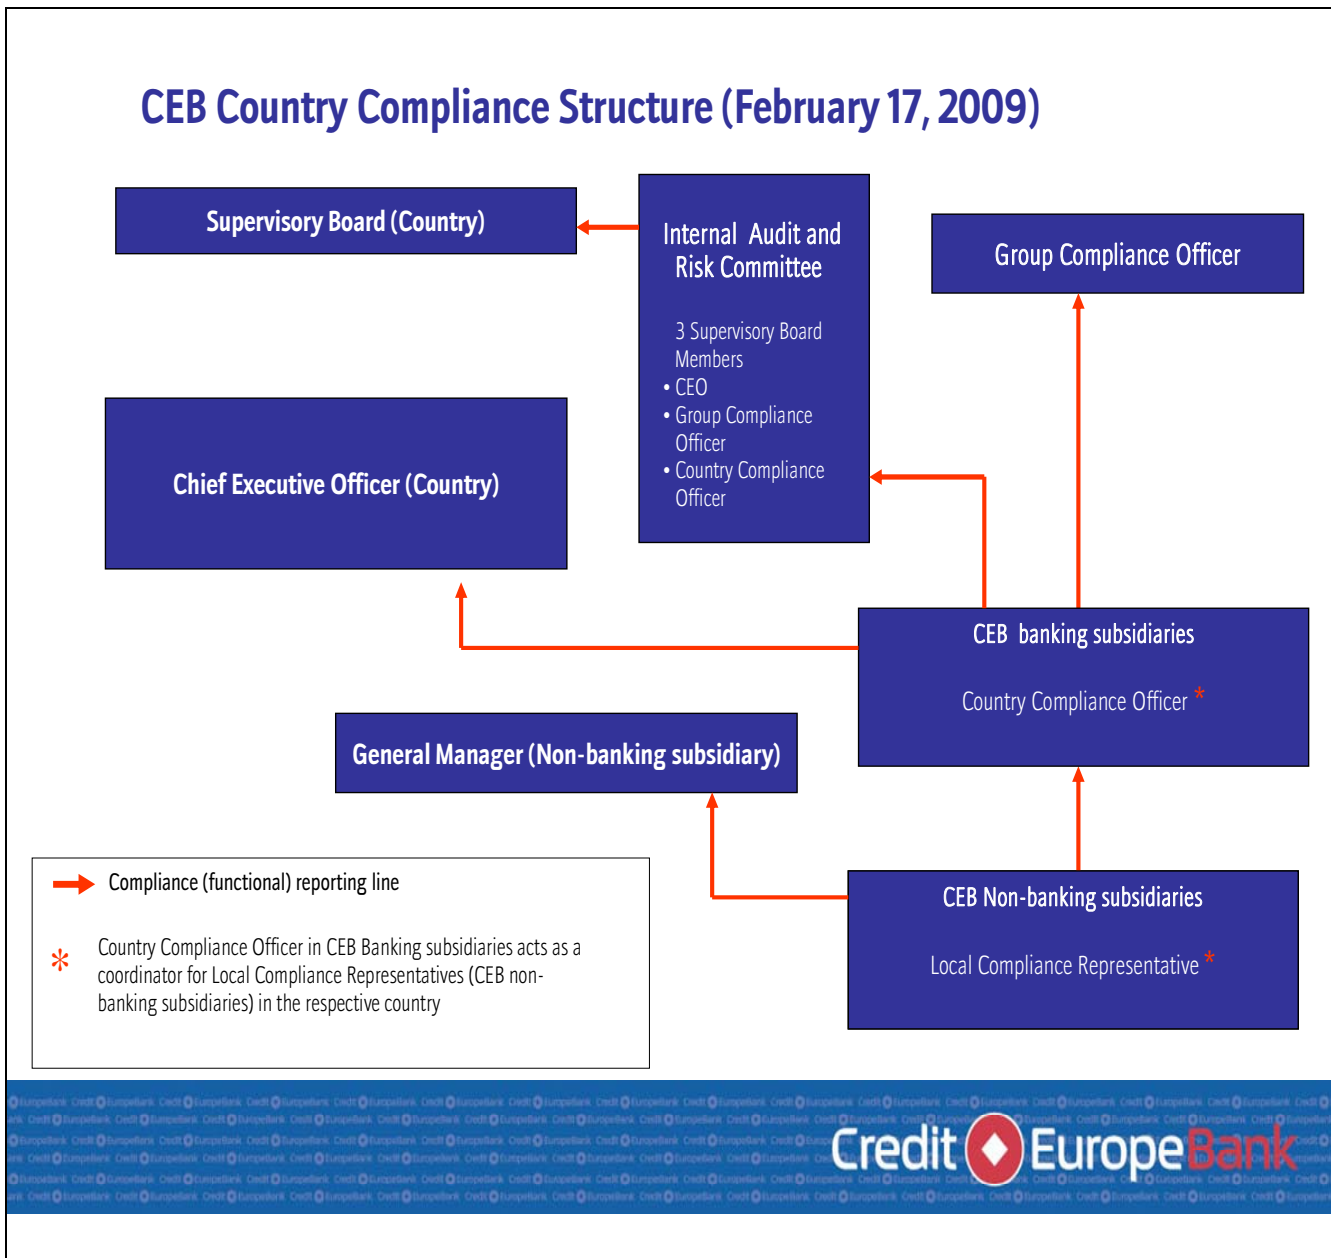 CEB Country Compliance Structure (February 17, 2009)
Supervisory Board (Country)
Internal Audit and
Risk Committee
3 Supervisory Board
Members
• CEO
• Group Compliance
Officer
• Country Compliance
Officer
Group Compliance Officer
Chief Executive Officer (Country)
CEB banking subsidiaries
Country Compliance Officer *
General Manager (Non-banking subsidiary)
CEB Non-banking subsidiaries
Local Compliance Representative *
Compliance (functional) reporting line
* Country Compliance Officer in CEB Banking subsidiaries acts as a
coordinator for Local Compliance Representatives (CEB non-
banking subsidiaries) in the respective country
Credit EuropeBank